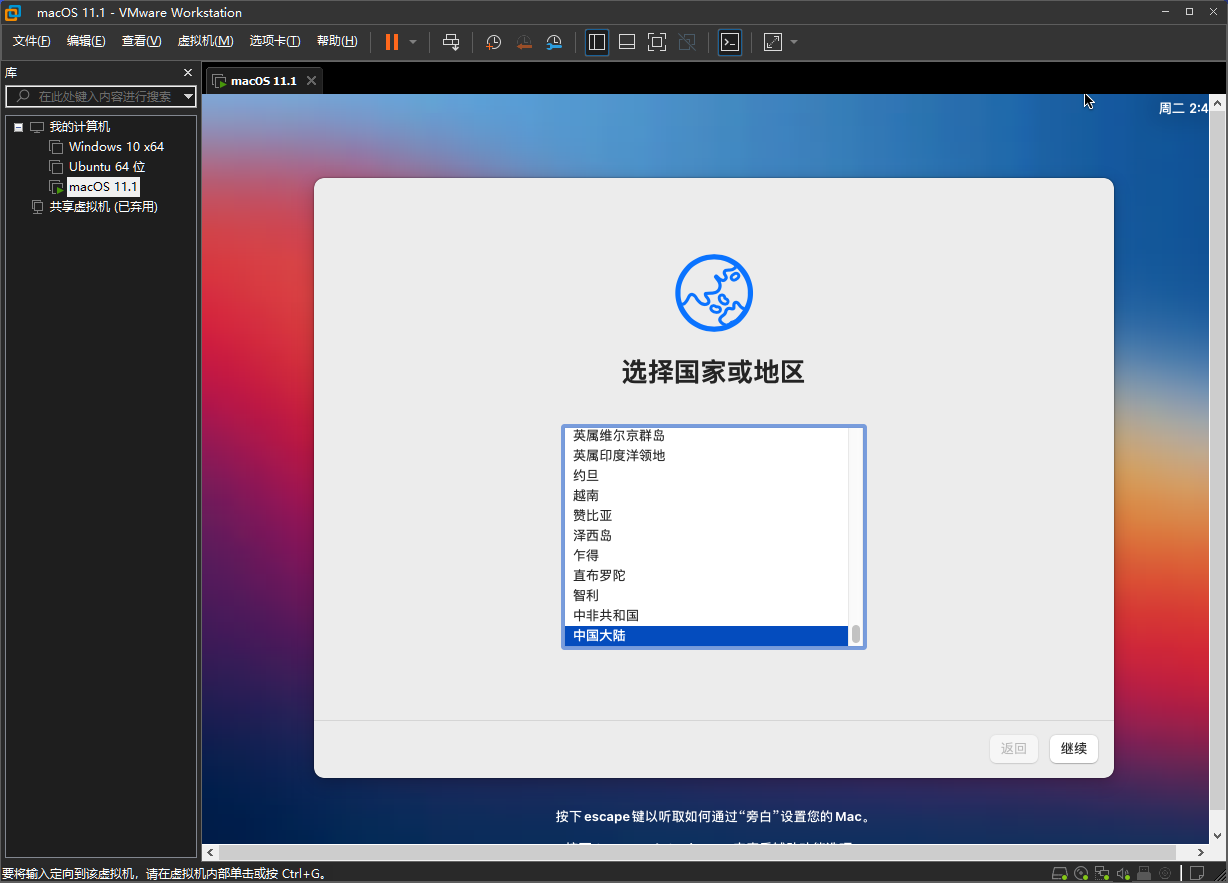 macOS 11.1 - VMware Workstation
文件(F) 编辑(E) 查看(V) 虚拟机(M) 选项卡(T) 帮助(H)
库
在此处键入内容进行搜索
我的计算机
Windows 10 x64
Ubuntu 64 位
macOS 11.1
共享虚拟机 (已弃用)
macOS 11.1
周二 2:4
选择国家或地区
英属维尔京群岛
英属印度洋领地
约旦
越南
赞比亚
泽西岛
乍得
直布罗陀
智利
中非共和国
中国大陆
返回
继续
按下 escape 键以听取如何通过“旁白”设置您的 Mac。
要将输入定向到该虚拟机，请在虚拟机内部单击或按 Ctrl+G。